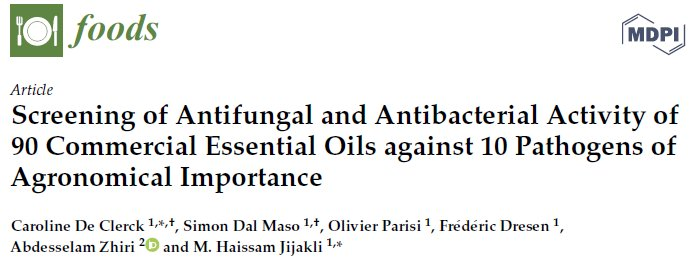 foods
MDPI
Article
Screening of Antifungal and Antibacterial Activity of
90 Commercial Essential Oils against 10 Pathogens of
Agronomical Importance
Caroline De Clerck 1,*,†, Simon Dal Maso 1,†, Olivier Parisi 1, Frédéric Dresen 1,
Abdesselam Zhiri 2 iD and M. Haissam Jijakli 1,*